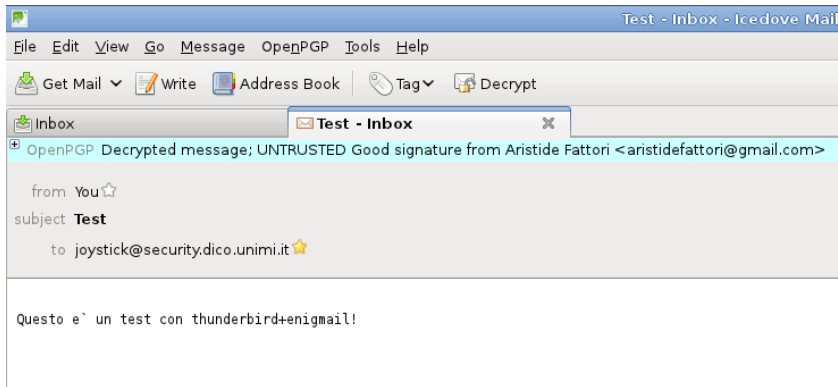 Test - Inbox - Icedove Mail
File Edit View Go Message OpenPGP Tools Help
Get Mail Write Address Book Tag Decrypt
Inbox Test - Inbox
OpenPGP Decrypted message; UNTRUSTED Good signature from Aristide Fattori <aristidefattori@gmail.com>
from You
subject Test
to joystick@security.dico.unimi.it
Questo e` un test con thunderbird+enigmail!